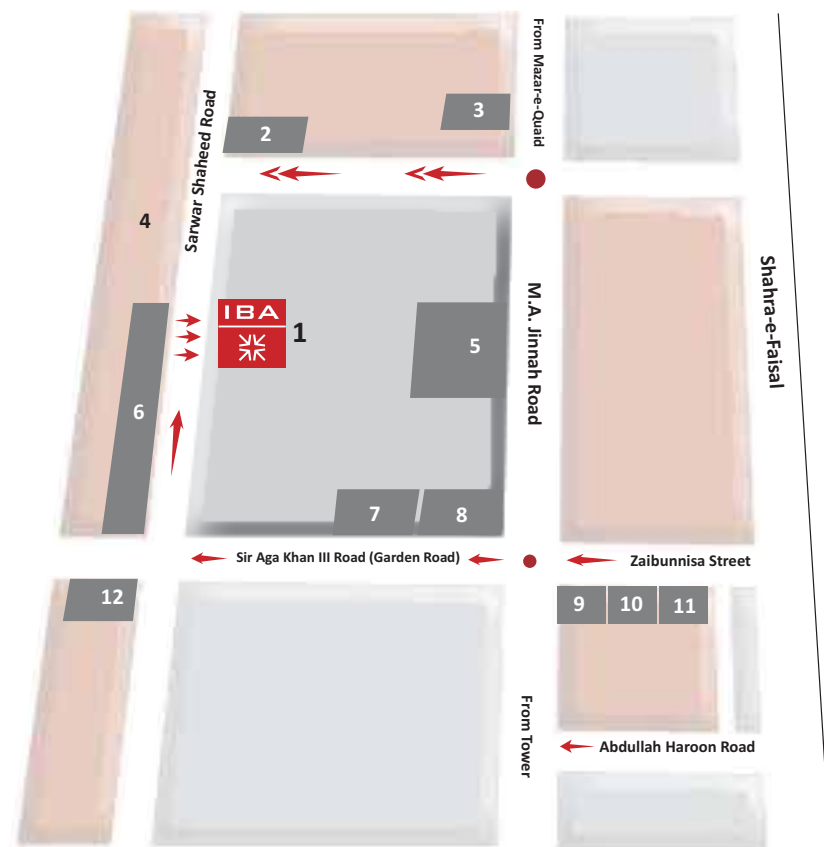 From Mazar-e-Quaid
3
2
Sarwar Shaheed Road
4
Shahra-e-Faisal
IBA
1
M.A. Jinnah Road
5
6
7
8
Sir Aga Khan III Road (Garden Road)
Zaibunnisa Street
12
9
10
11
From Tower
Abdullah Haroon Road